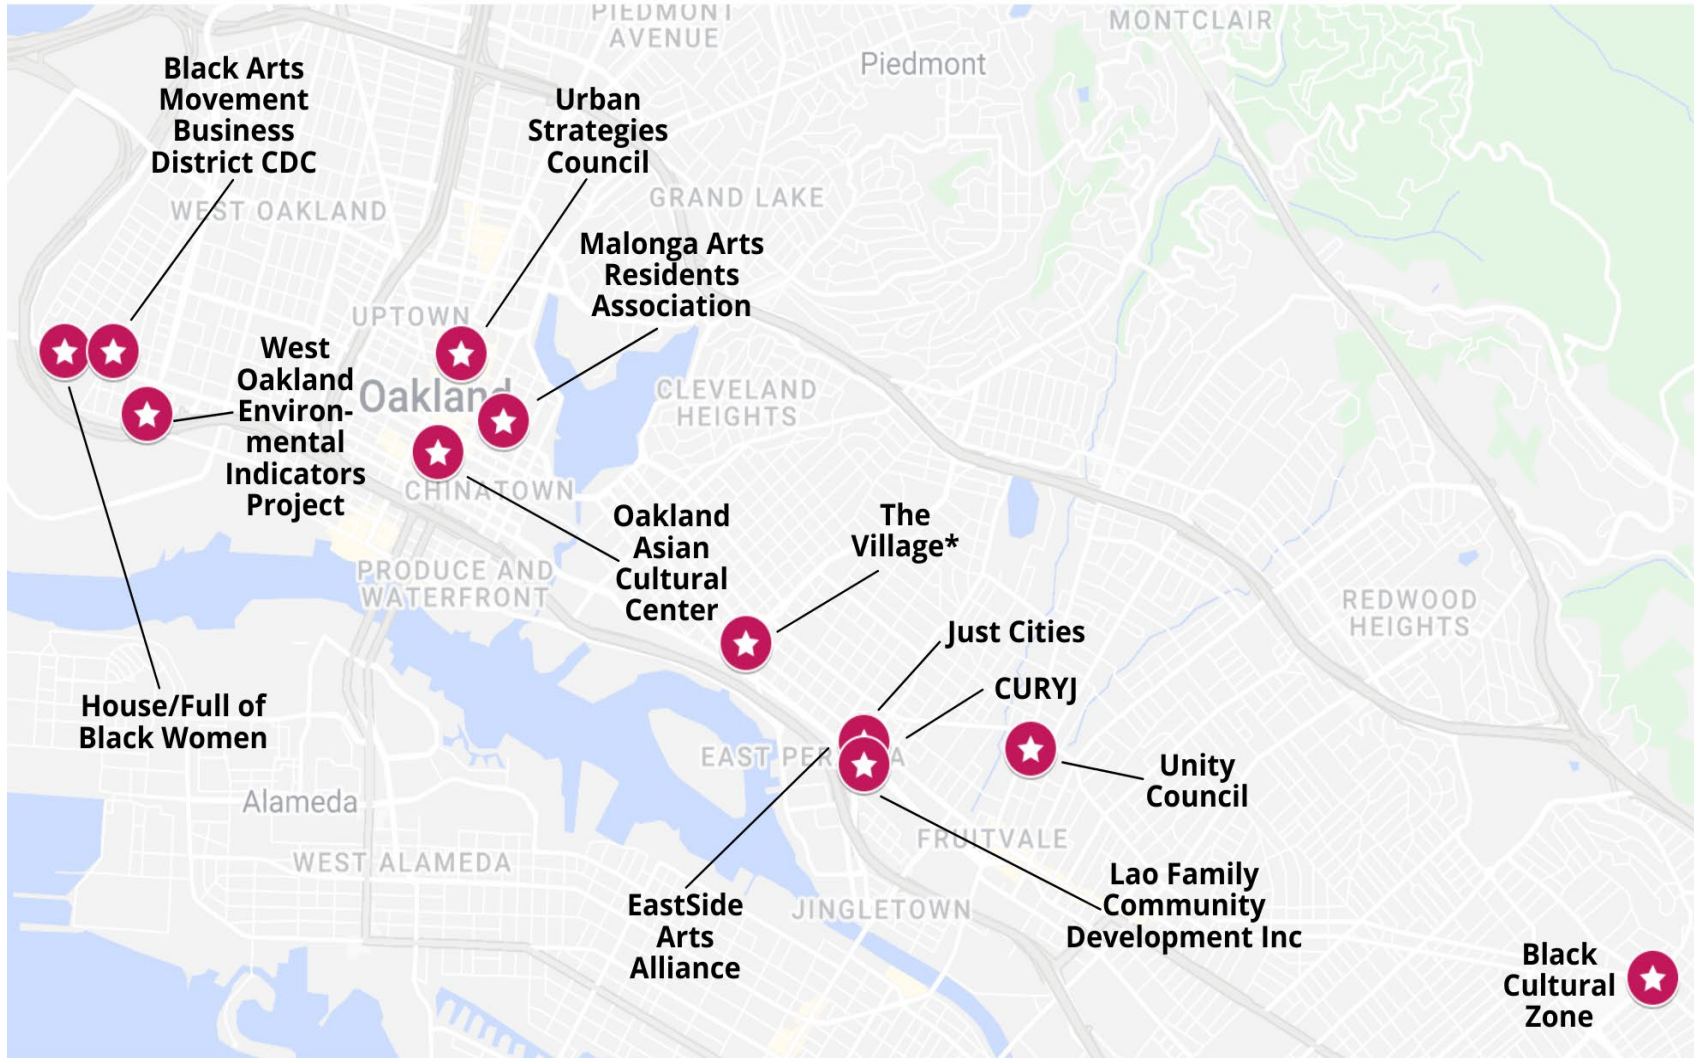 PIEDMONT
AVENUE
MONTCLAIR
Piedmont
Black Arts
Movement
Business
District CDC
Urban
Strategies
Council
WEST OAKLAND
GRAND LAKE
Malonga Arts
Residents
Association
UPTOWN
West
Oakland
Environ-
mental
Indicators
Project
Oakland
CLEVELAND
HEIGHTS
CHINATOWN
Oakland
Asian
Cultural
Center
The
Village*
PRODUCE AND
WATERFRONT
REDWOOD
HEIGHTS
Just Cities
CURYJ
House/Full of
Black Women
EAST PER A
Unity
Council
Alameda
FRUITVALE
WEST ALAMEDA
Lao Family
Community
Development Inc
EastSide
Arts
Alliance
JINGLETOWN
Black
Cultural
Zone